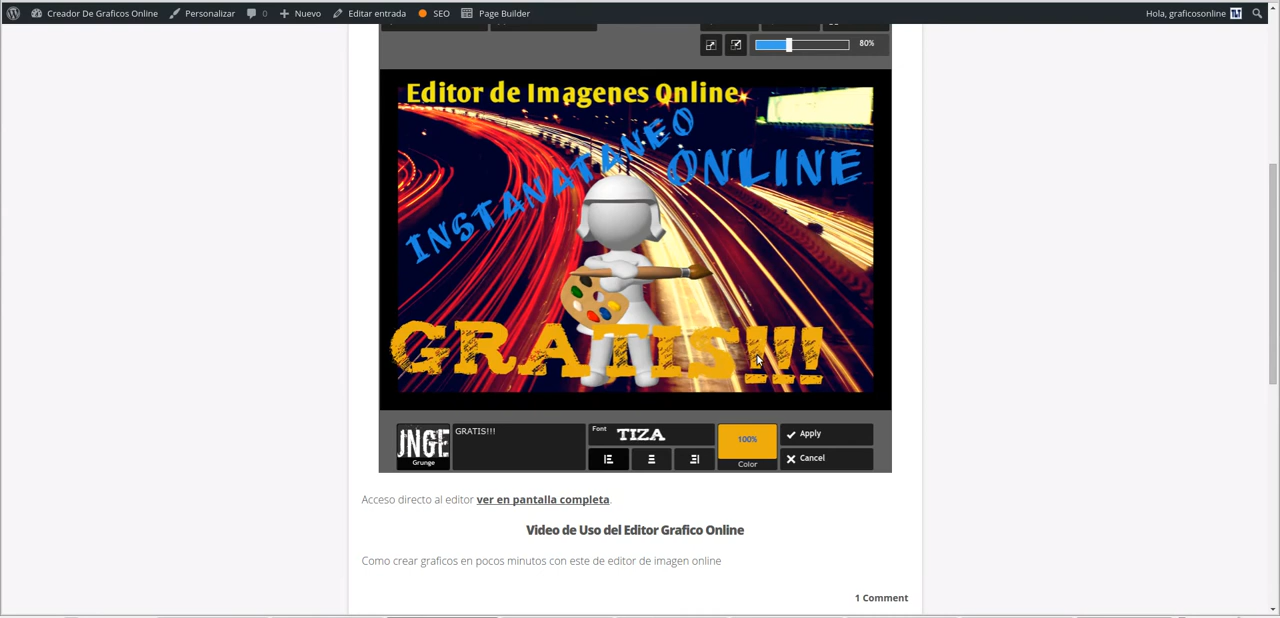 Creador De Graficos Online
Personalizar
0
Nuevo
Editar entrada
SEO
Page Builder
Hola, graficosonline
80%
Editor de Imagenes Online
INSTANATANEO
ONLINE
GRATIS!!!
UNGE
Grunge
GRATIS!!!
Font
TIZA
100%
Color
Apply
Cancel
Acceso directo al editor ver en pantalla completa.
Video de Uso del Editor Grafico Online
Como crear graficos en pocos minutos con este de editor de imagen online
1 Comment